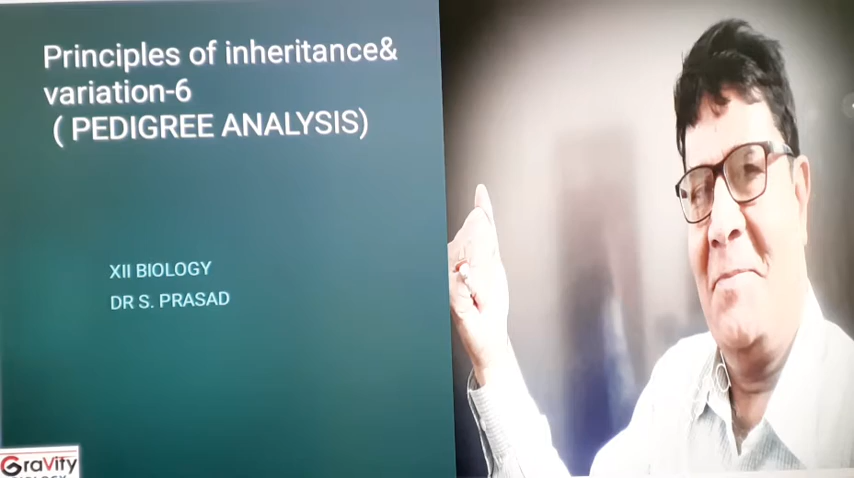 Principles of inheritance&
variation-6
( PEDIGREE ANALYSIS)
XII BIOLOGY
DR S. PRASAD
GraVity